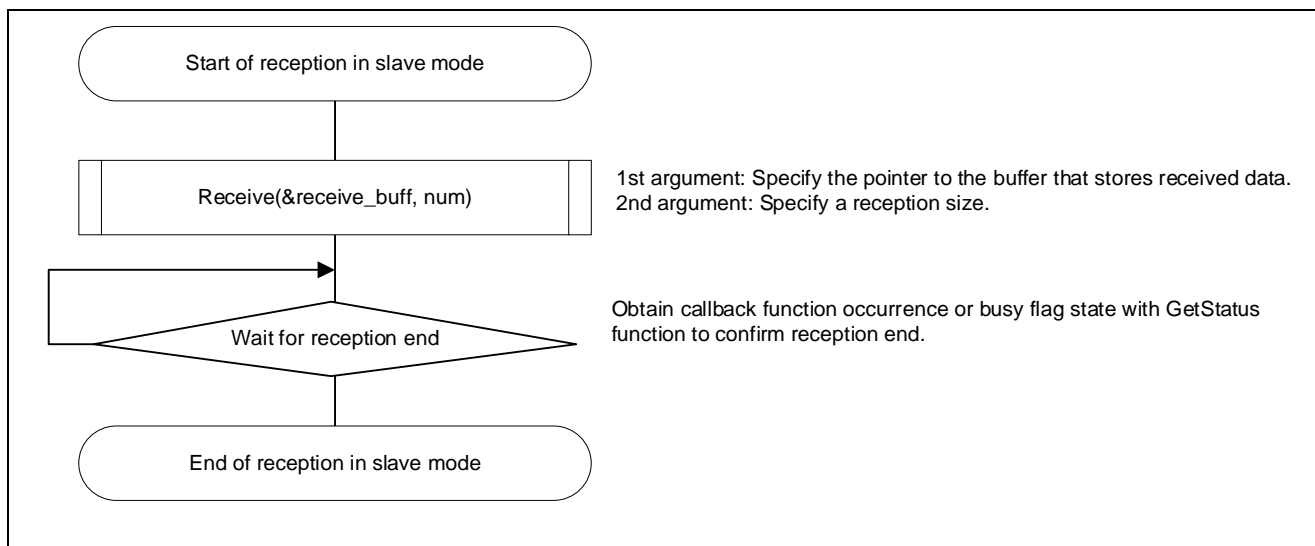 Start of reception in slave mode
Receive(&receive_buff, num)
1st argument: Specify the pointer to the buffer that stores received data.
2nd argument: Specify a reception size.
Wait for reception end
Obtain callback function occurrence or busy flag state with GetStatus
function to confirm reception end.
End of reception in slave mode